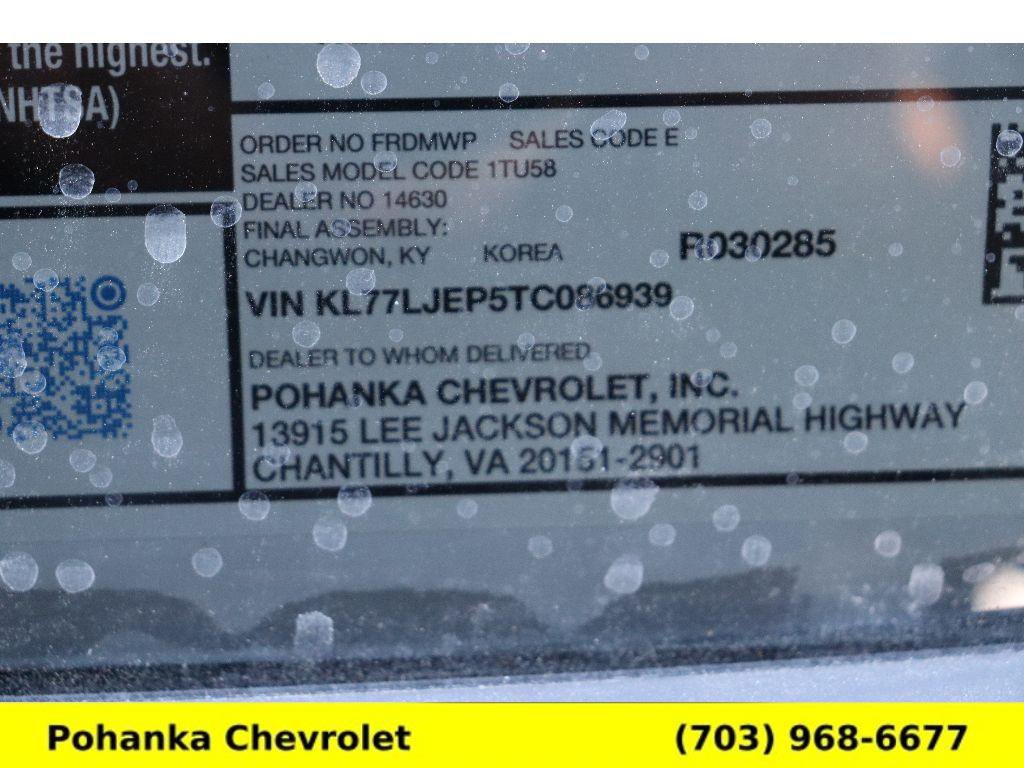 the highest.
NHTSA)
ORDER NO FRDMWP SALES CODE E
SALES MODEL CODE 1TU58
DEALER NO 14630
FINAL ASSEMBLY:
CHANGWON, KY KOREA R030285
VIN KL77LJEP5TC086939
DEALER TO WHOM DELIVERED
POHANKA CHEVROLET, INC.
13915 LEE JACKSON MEMORIAL HIGHWAY
CHANTILLY, VA 20151-2901
Pohanka Chevrolet (703) 968-6677